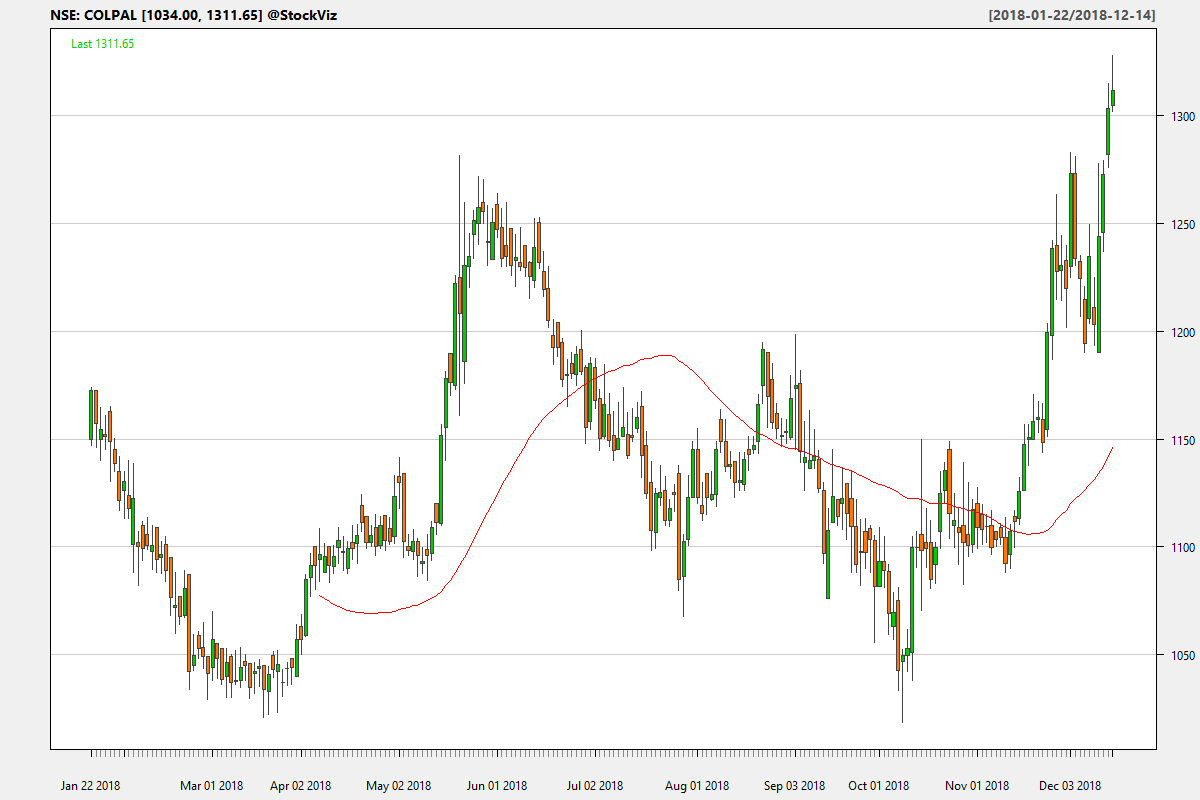 NSE: COLPAL [1034.00, 1311.65] @StockViz
[2018-01-22/2018-12-14]
Last 1311.65
1300
1250
1200
1150
1100
1050
Jan 22 2018 Mar 01 2018 Apr 02 2018 May 02 2018 Jun 01 2018 Jul 02 2018 Aug 01 2018 Sep 03 2018 Oct 01 2018 Nov 01 2018 Dec 03 2018